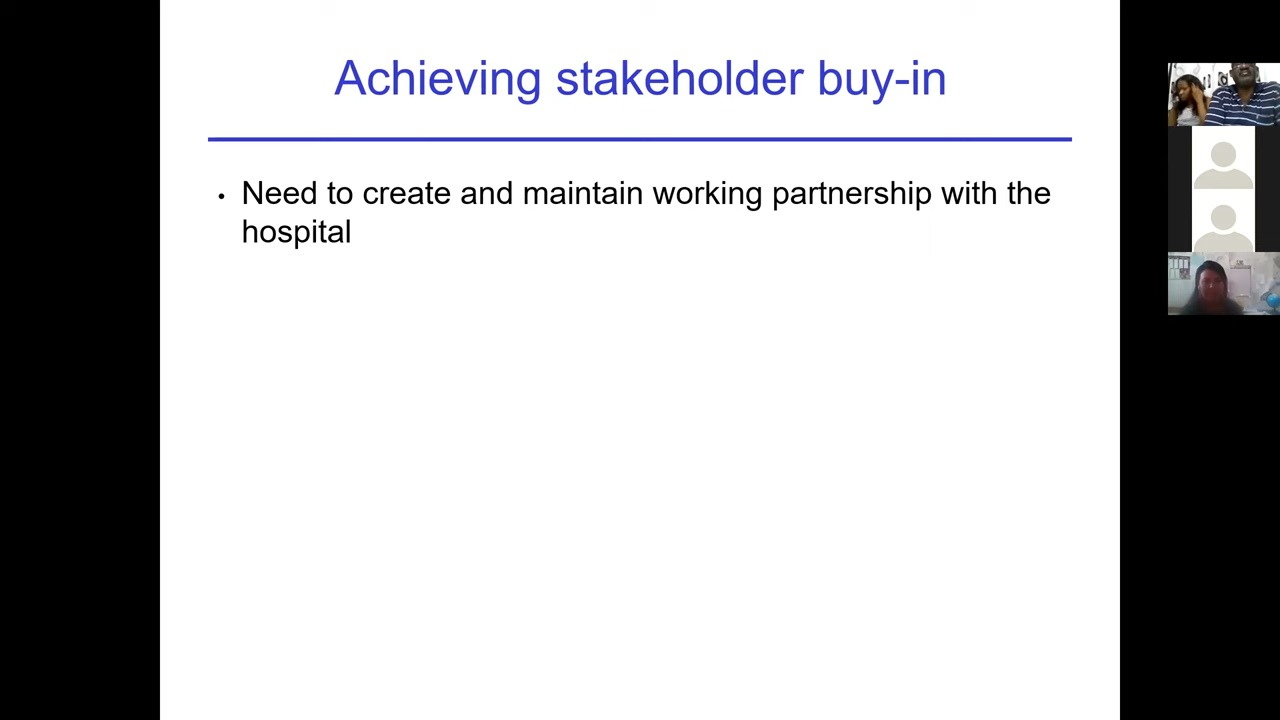 Achieving stakeholder buy-in
• Need to create and maintain working partnership with the
hospital